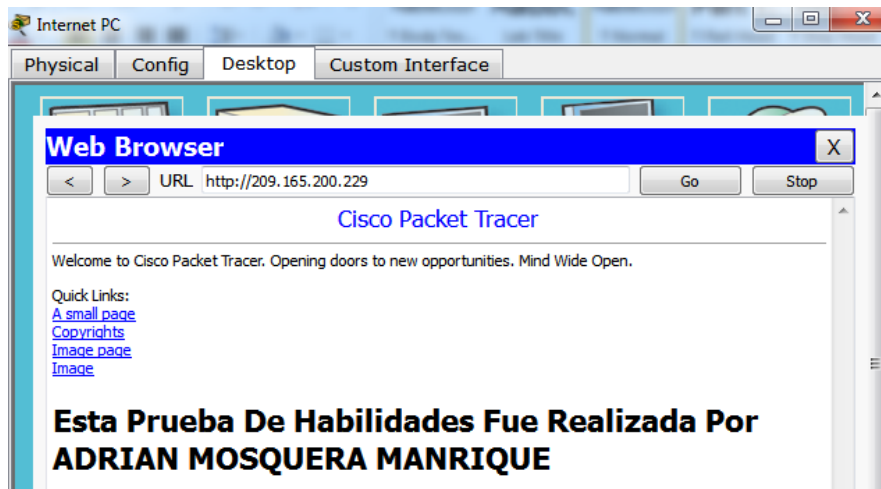 Internet PC
Physical Config Desktop Custom Interface
Web Browser X
< > URL http://209.165.200.229 Go Stop
Cisco Packet Tracer
Welcome to Cisco Packet Tracer. Opening doors to new opportunities. Mind Wide Open.
Quick Links:
A small page
Copyrights
Image page
Image
Esta Prueba De Habilidades Fue Realizada Por
ADRIAN MOSQUERA MANRIQUE